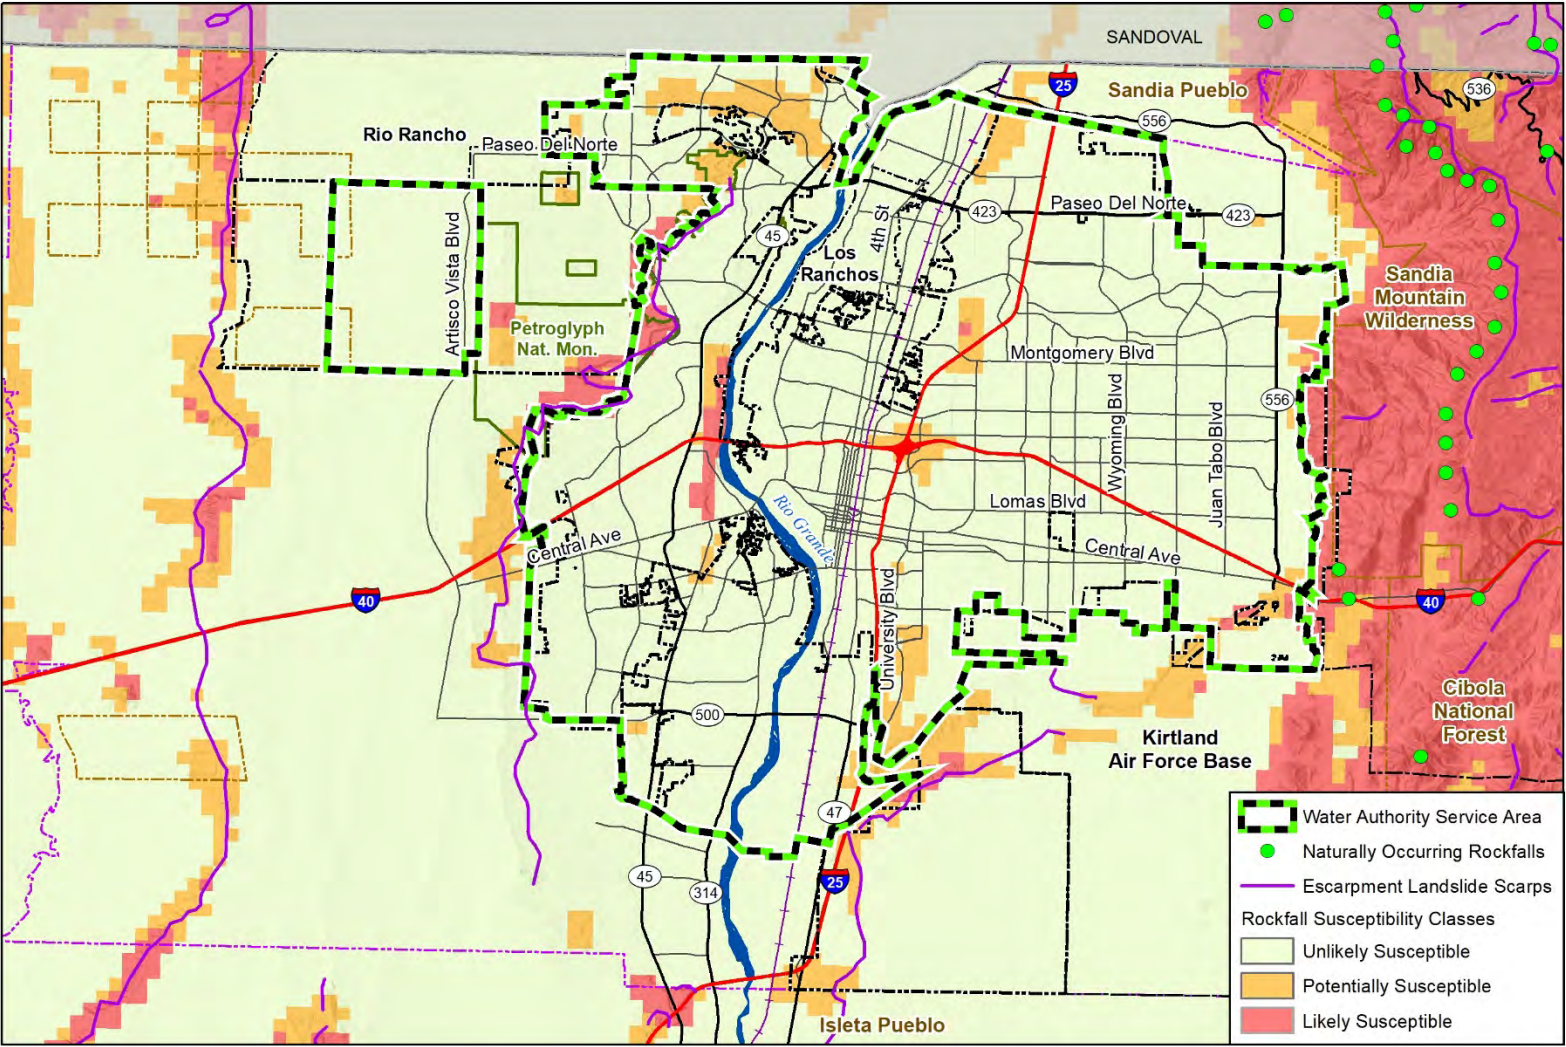 SANDOVAL
536
25
Sandia Pueblo
556
Rio Rancho
Paseo Del Norte
423
Paseo Del Norte
423
4th St
45
Artisco Vista Blvd
Los
Ranchos
Sandia
Mountain
Wilderness
Petroglyph
Nat. Mon.
Montgomery Blvd
Wyoming Blvd
Juan Tabo Blvd
556
Lomas Blvd
Rio Grande
Central Ave
Central Ave
40
40
University Blvd
500
Cibola
National
Forest
Kirtland
Air Force Base
47
45
314
25
Isleta Pueblo
Water Authority Service Area
Naturally Occurring Rockfalls
Escarpment Landslide Scarps
Rockfall Susceptibility Classes
Unlikely Susceptible
Potentially Susceptible
Likely Susceptible